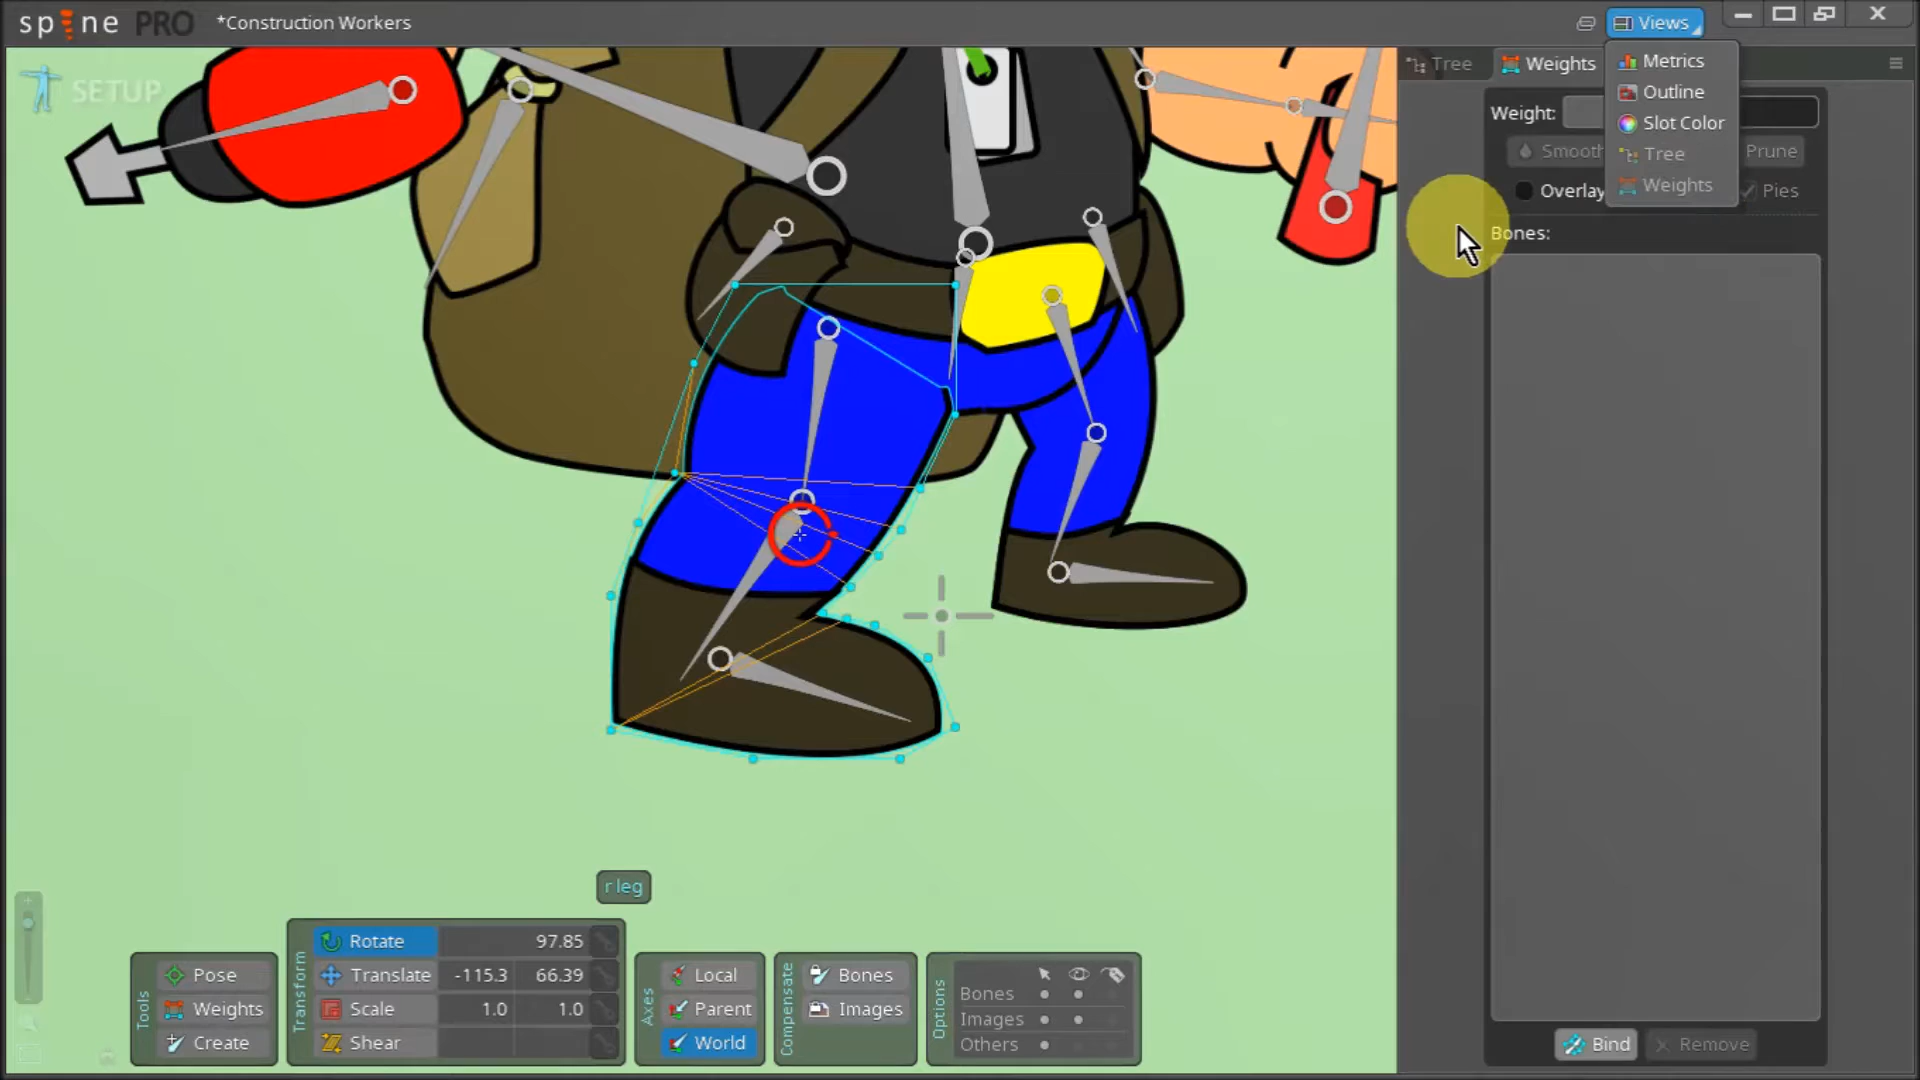 spine PRO *Construction Workers Views
SETUP
Tree Weights Metrics
Outline
Weight: Slot Color
Smooth Tree Prune
Overlay Weights Pies
Bones:
r leg
Tools
Pose
Weights
Create
Transform
Rotate 97.85
Translate -115.3 66.39
Scale 1.0 1.0
Shear
Axes
Local
Parent
World
Compensate
Bones
Images
Options
Bones
Images
Others
Bind Remove